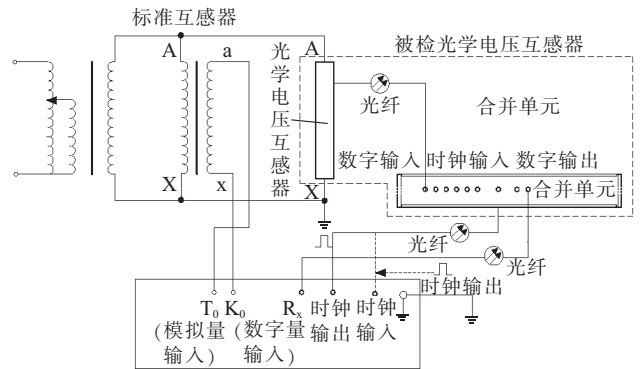 标准互感器
A
a
A
光学电压互感器
被检光学电压互感器
光纤
合并单元
数字输入 时钟输入 数字输出
合并单元
X
x
X
光纤
光纤
时钟输出
T₀ K₀ Rₓ 时钟 时钟
(模拟量 (数字量 输出 输入
输入) 输入)